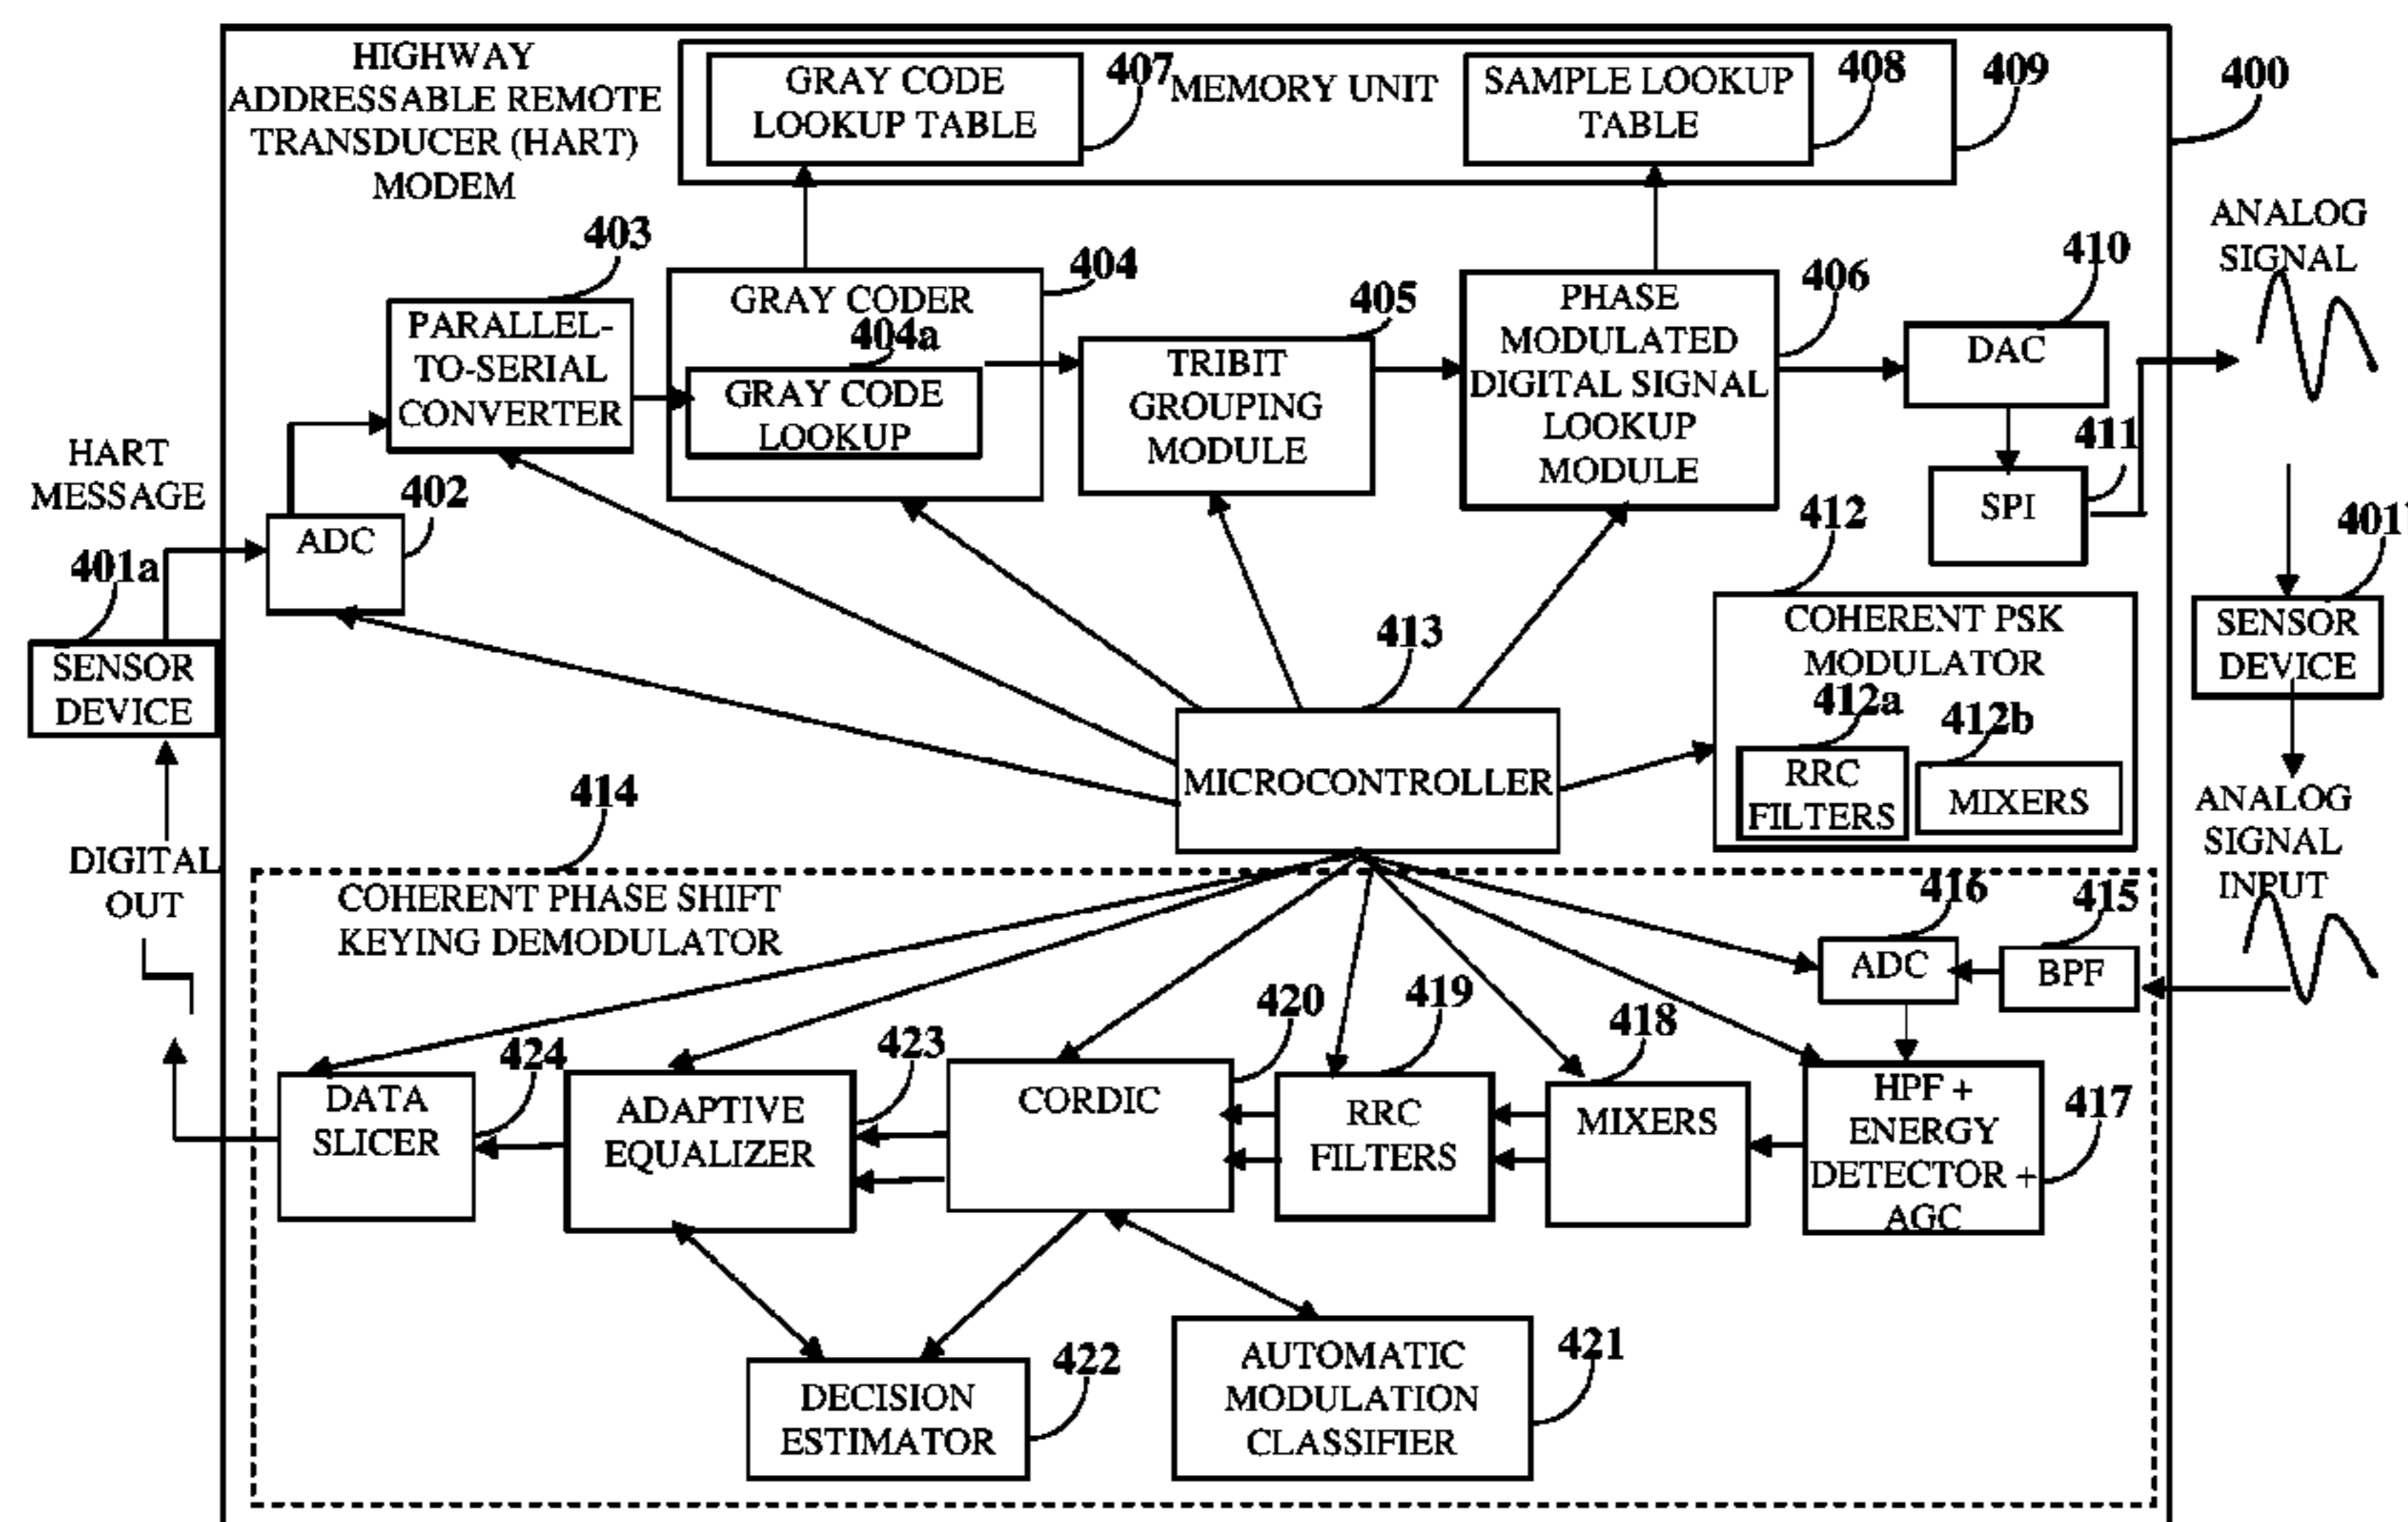 HIGHWAY
ADDRESSABLE REMOTE
TRANSDUCER (HART)
MODEM
GRAY CODE
LOOKUP TABLE
407
MEMORY UNIT
SAMPLE LOOKUP
TABLE
408
409
400
403
PARALLEL-
TO-SERIAL
CONVERTER
404
GRAY CODER
404a
GRAY CODE
LOOKUP
405
TRIBIT
GROUPING
MODULE
406
PHASE
MODULATED
DIGITAL SIGNAL
LOOKUP
MODULE
410
DAC
411
SPI
ANALOG
SIGNAL
HART
MESSAGE
402
ADC
401a
SENSOR
DEVICE
413
MICROCONTROLLER
412
COHERENT PSK
MODULATOR
412a
RRC
FILTERS
412b
MIXERS
401
SENSOR
DEVICE
ANALOG
SIGNAL
INPUT
DIGITAL
OUT
414
COHERENT PHASE SHIFT
KEYING DEMODULATOR
416
ADC
415
BPF
417
HPF +
ENERGY
DETECTOR +
AGC
418
MIXERS
419
RRC
FILTERS
420
CORDIC
423
ADAPTIVE
EQUALIZER
424
DATA
SLICER
422
DECISION
ESTIMATOR
421
AUTOMATIC
MODULATION
CLASSIFIER